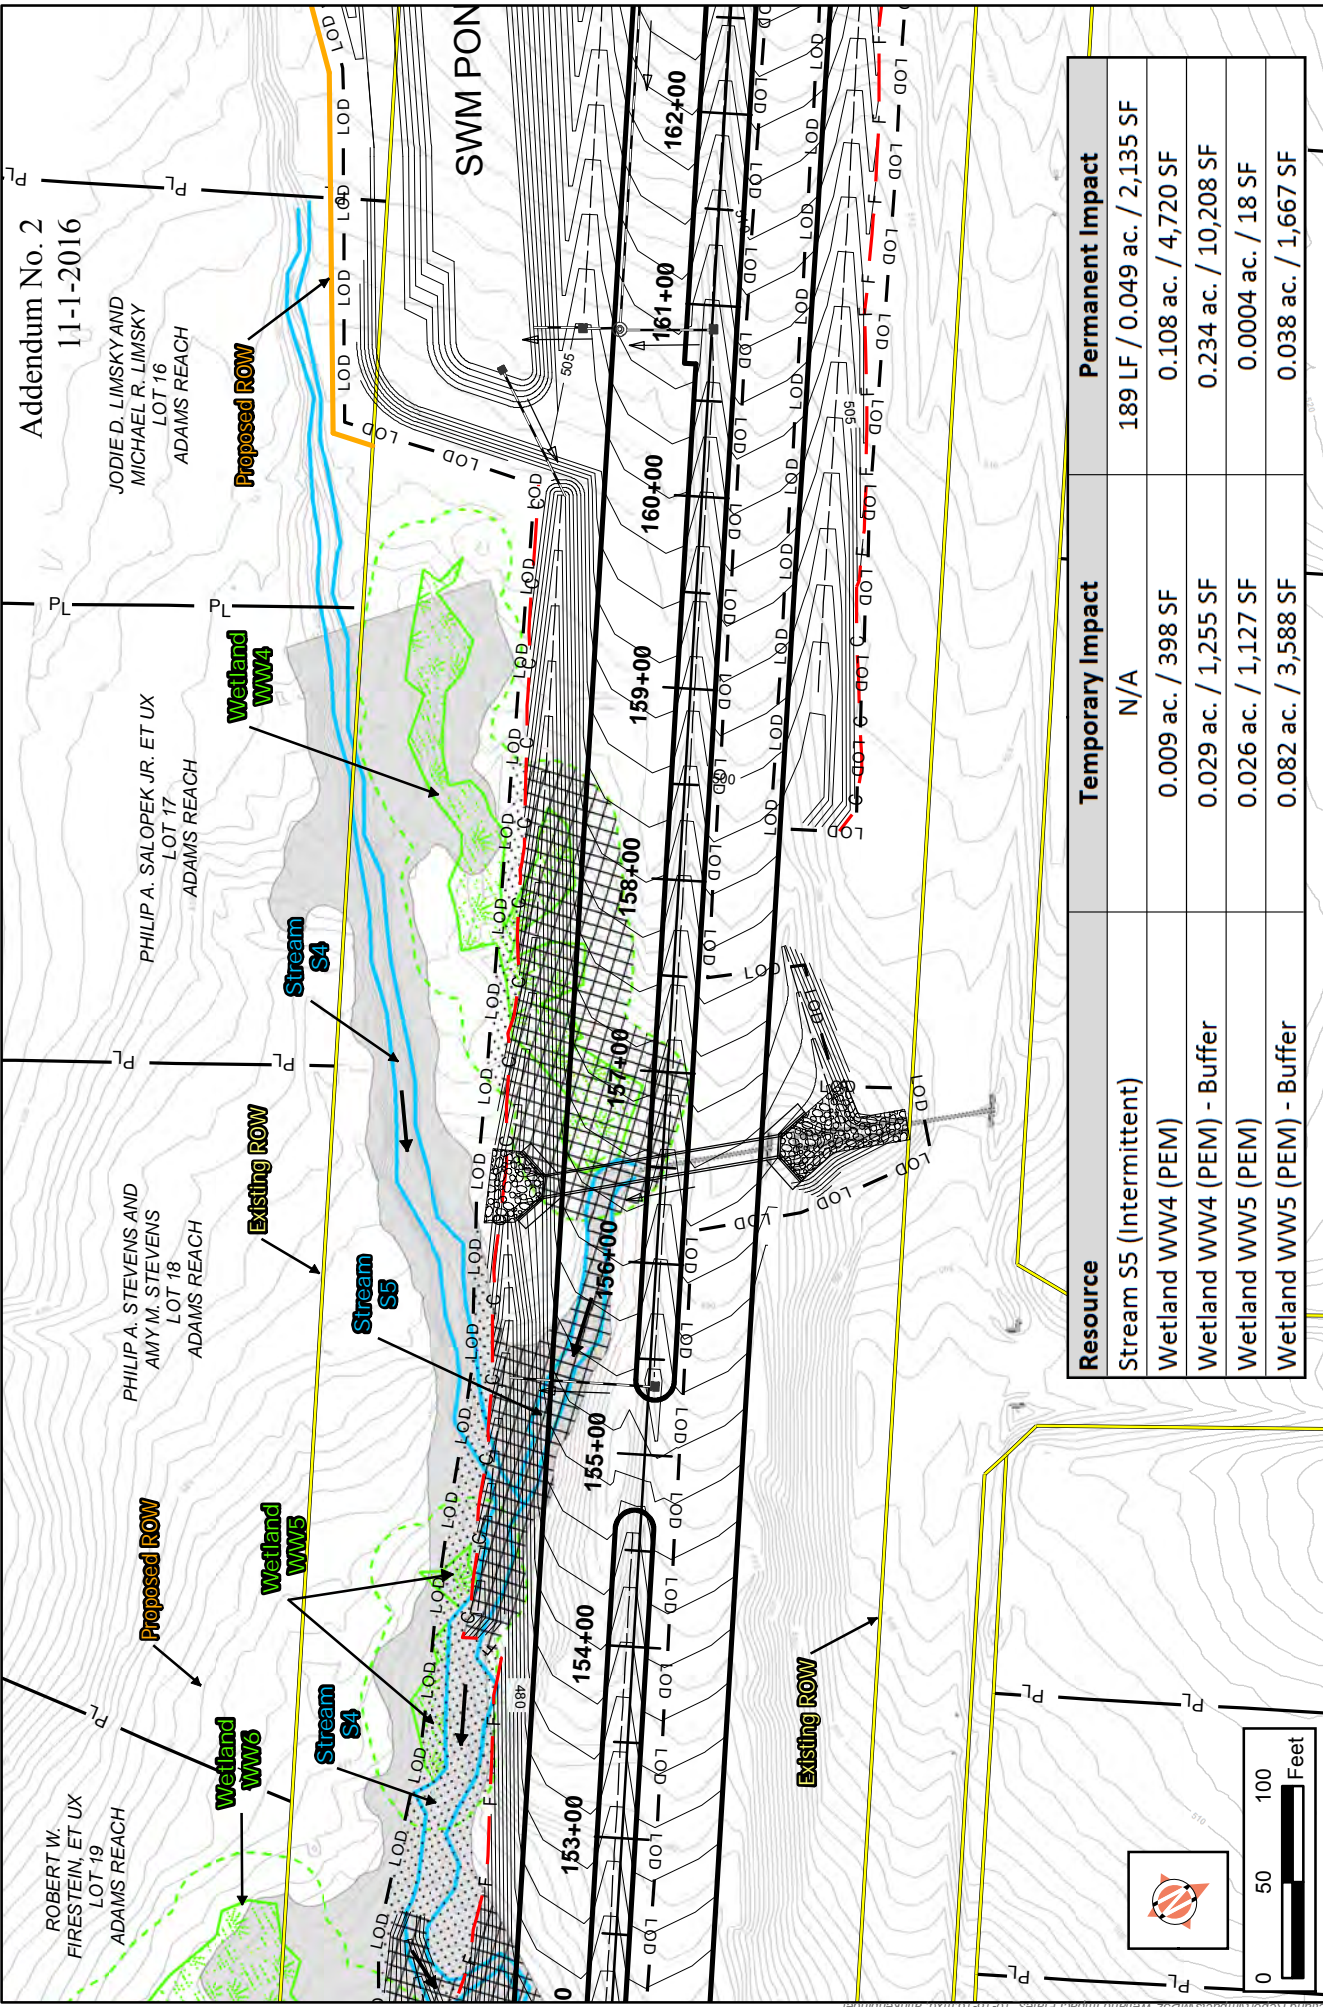 Addendum No. 2
11-1-2016
JODIE D. LIMSKY AND
MICHAEL R. LIMSKY
LOT 16
ADAMS REACH
PHILIP A. SALOPEK JR. ET UX
LOT 17
ADAMS REACH
PHILIP A. STEVENS AND
AMY M. STEVENS
LOT 18
ADAMS REACH
ROBERT W.
FIRESTEIN, ET UX
LOT 19
ADAMS REACH
Proposed ROW
Proposed ROW
Existing ROW
Existing ROW
Wetland
WW4
Wetland
WW5
Wetland
WW6
Stream
S4
Stream
S5
Stream
S4
SWM PON
153+00
154+00
155+00
156+00
157+00
158+00
159+00
160+00
161+00
162+00
480
500
505
505
510
PL
LOD
C
F
Resource Temporary Impact Permanent Impact
Stream S5 (Intermittent) N/A 189 LF / 0.049 ac. / 2,135 SF
Wetland WW4 (PEM) 0.009 ac. / 398 SF 0.108 ac. / 4,720 SF
Wetland WW4 (PEM) - Buffer 0.029 ac. / 1,255 SF 0.234 ac. / 10,208 SF
Wetland WW5 (PEM) 0.026 ac. / 1,127 SF 0.0004 ac. / 18 SF
Wetland WW5 (PEM) - Buffer 0.082 ac. / 3,588 SF 0.038 ac. / 1,667 SF
0 50 100
Feet